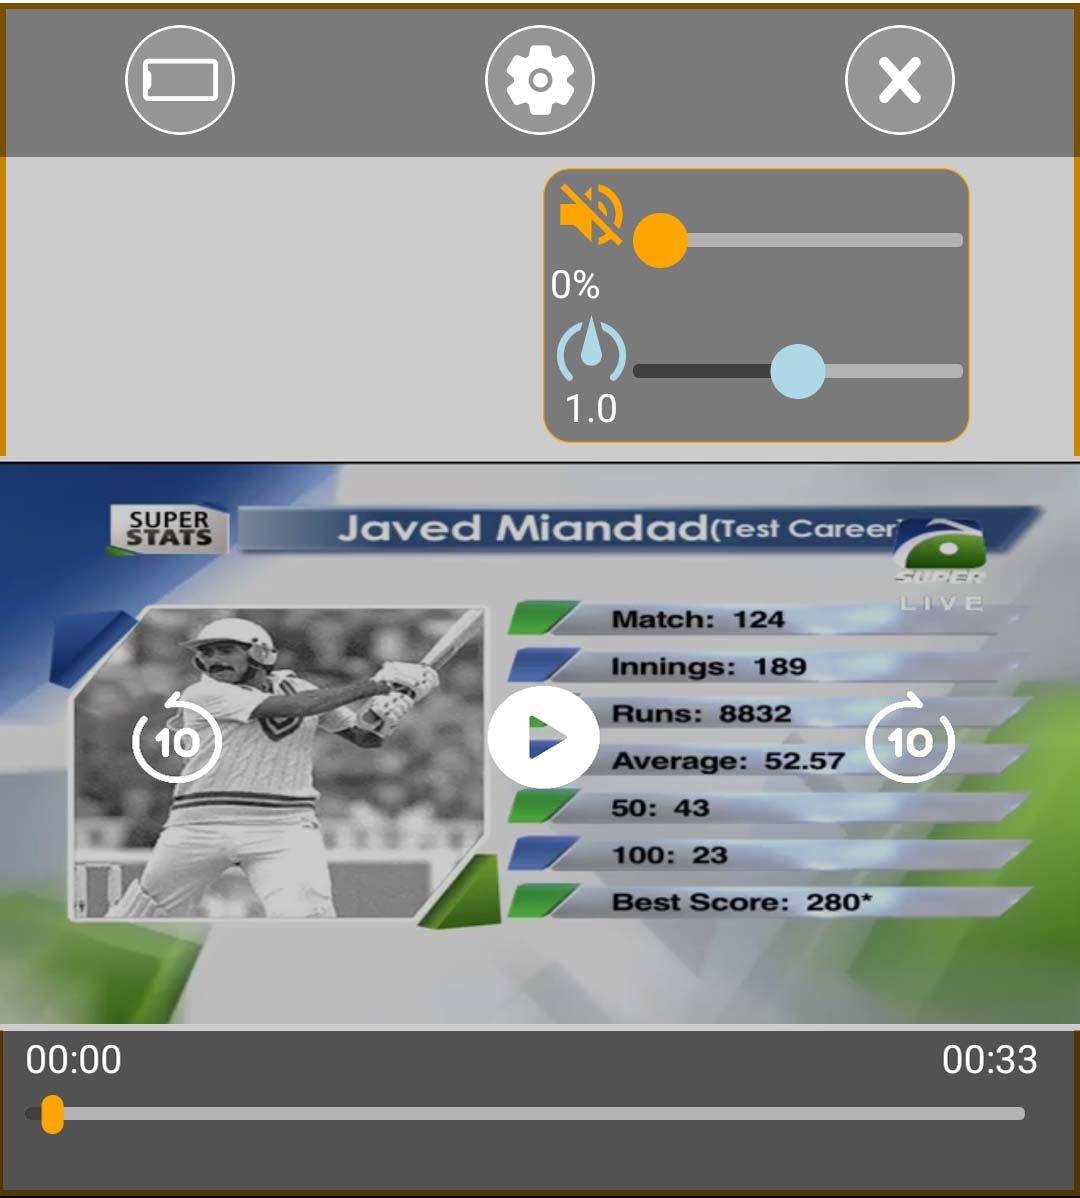 0%
1.0
SUPER
STATS
Javed Miandad(Test Career)
SUPER
LIVE
Match: 124
Innings: 189
Runs: 8832
10
10
Average: 52.57
50: 43
100: 23
Best Score: 280*
00:00
00:33